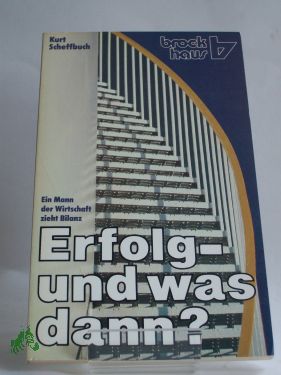 Kurt
Scheffbuch
brock
haus
Ein Mann
der Wirtschaft
zieht Bilanz
Erfolg-
und was
dann?